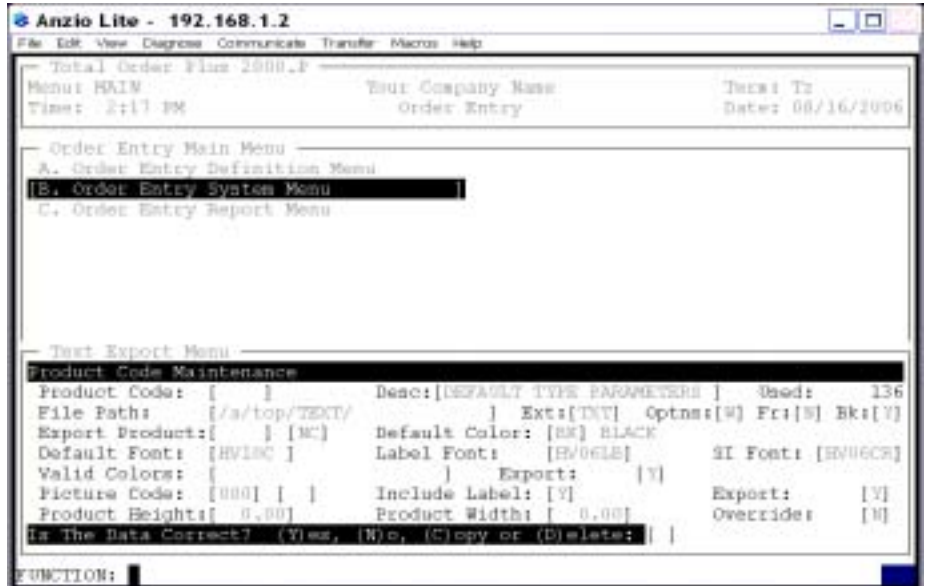 Anzio Lite - 192.168.1.2
File Edit View Diagnose Communicate Transfer Macros Help
Total Order Plus 2000.P
Menu: MAIN Your Company Name Term: Tz
Time: 2:17 PM Order Entry Date: 08/16/2006
Order Entry Main Menu
A. Order Entry Definition Menu
[B. Order Entry System Menu ]
C. Order Entry Report Menu
Text Export Menu
Product Code Maintenance
Product Code: [ ] Desc:[DEFAULT TYPE PARAMETERS ] Used: 136
File Path: [/a/top/TEXT/ ] Ext:[TXT] Optns:[W] Fr:[N] Bk:[Y]
Export Product:[ ] [NC] Default Color: [BK] BLACK
Default Font: [HV10C ] Label Font: [HV06LB] SI Font: [HV06CR]
Valid Colors: [ ] Export: [Y]
Picture Code: [000] [ ] Include Label: [Y] Export: [Y]
Product Height:[ 0.00] Product Width: [ 0.00] Override: [N]
Is The Data Correct? (Y)es, (N)o, (C)opy or (D)elete: [ ]
FUNCTION: